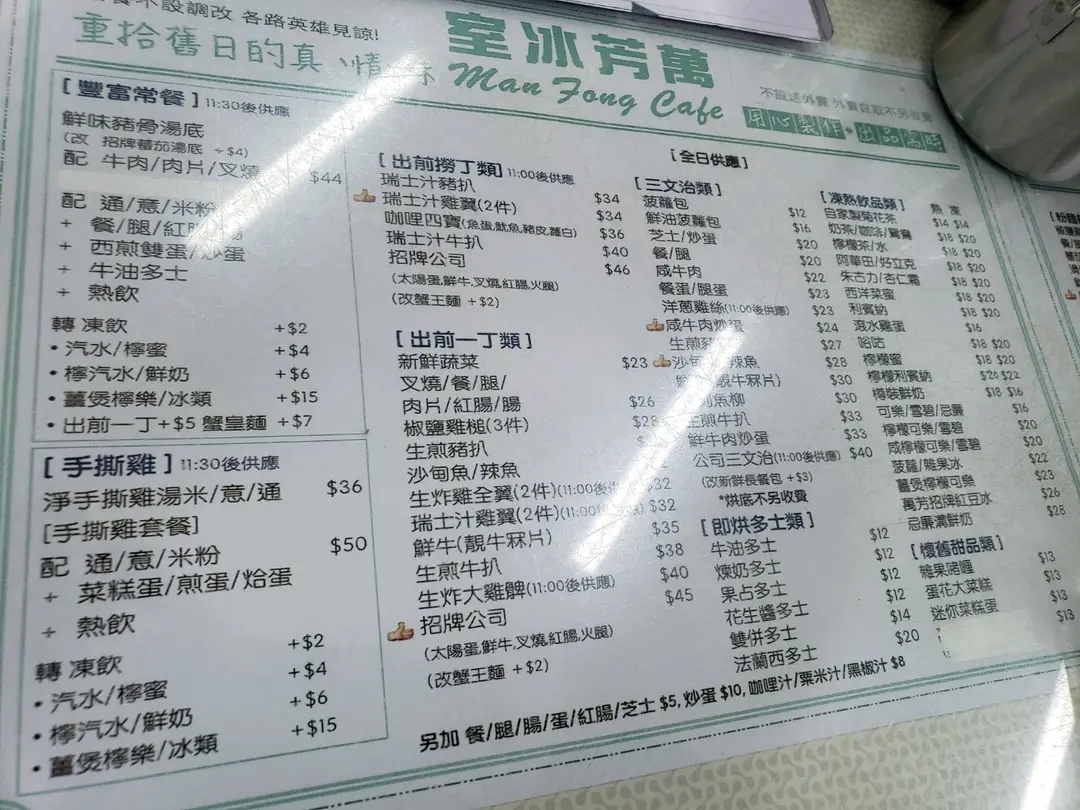 不設調改 各路英雄見諒!
重拾舊日的真 情
萬芳冰室
Man Fong Cafe
不設送外賣 外賣自取不另收費
用心製作 • 出品需時
[豐富常餐] 11:30後供應
鮮味豬骨湯底
(改 招牌蕃茄湯底 +$4)
配 牛肉/肉片/叉燒 $44
配 通/意/米粉
+ 餐/腿/紅腸
+ 西煎雙蛋/炒蛋
+ 牛油多士
+ 熱飲
轉 凍飲 +$2
• 汽水/檸蜜 +$4
• 檸汽水/鮮奶 +$6
• 薑煲檸樂/冰類 +$15
• 出前一丁+$5 蟹皇麵 +$7
[手撕雞] 11:30後供應
淨手撕雞湯米/意/通 $36
[手撕雞套餐]
配 通/意/米粉 $50
+ 菜糕蛋/煎蛋/烚蛋
+ 熱飲
轉 凍飲 +$2
• 汽水/檸蜜 +$4
• 檸汽水/鮮奶 +$6
• 薑煲檸樂/冰類 +$15
[出前撈丁類] 11:00後供應
瑞士汁豬扒 $34
瑞士汁雞翼(2件) $34
咖哩四寶(魚蛋,魷魚,豬皮,蘿白) $36
瑞士汁牛扒 $40
招牌公司 $46
(太陽蛋,鮮牛,叉燒,紅腸,火腿)
(改蟹王麵 +$2)
[出前一丁類]
新鮮蔬菜 $23
叉燒/餐/腿/
肉片/紅腸/腸 $26
椒鹽雞槌(3件) $28
生煎豬扒
沙甸魚/辣魚
生炸雞全翼(2件)(11:00後供 $32
瑞士汁雞翼(2件)(11:00後 $32
鮮牛(靚牛冧片) $35
生煎牛扒 $38
生炸大雞髀(11:00後供應) $40
招牌公司 $45
(太陽蛋,鮮牛,叉燒,紅腸,火腿)
(改蟹王麵 +$2)
[全日供應]
[三文治類]
菠蘿包 $12
鮮油菠蘿包 $16
芝士/炒蛋 $20
餐/腿 $20
咸牛肉 $22
餐蛋/腿蛋 $23
洋蔥雞絲(11:00後供應) $23
咸牛肉炒蛋 $24
生煎豬 $27
沙甸魚/辣魚 $28
鮮 (靚牛冧片) $30
魚柳 $30
生煎牛扒 $33
鮮牛肉炒蛋 $33
公司三文治(11:00後供應) $40
(改新鮮長餐包 +$3)
*烘底不另收費
[即烘多士類]
牛油多士 $12
煉奶多士 $12
果占多士 $12
花生醬多士 $12
雙併多士 $14
法蘭西多士 $20
[凍熱飲品類] 熱 凍
自家製菊花茶 $14 $14
奶茶/咖啡/鴛鴦 $18 $20
檸檬茶/水 $18 $20
阿華田/好立克 $18 $20
朱古力/杏仁霜 $18 $20
西洋菜蜜 $18 $20
利賓納 $18 $20
滾水雞蛋 $16
哈咕 $18 $20
檸檬蜜 $18 $20
檸檬利賓納 $20 $22
樽裝鮮奶 $18 $16
可樂/雪碧/忌廉 $16
檸檬可樂/雪碧 $20
咸檸檬可樂/雪碧 $20
菠蘿/雜果冰 $22
薑煲檸檬可樂 $23
萬芳招牌紅豆冰 $26
忌廉溝鮮奶 $28
[懷舊甜品類]
雜果啫喱 $13
蛋花大菜糕 $13
迷你菜糕蛋 $13
$13
另加 餐/腿/腸/蛋/紅腸/芝士 $5, 炒蛋 $10, 咖哩汁/粟米汁/黑椒汁 $8